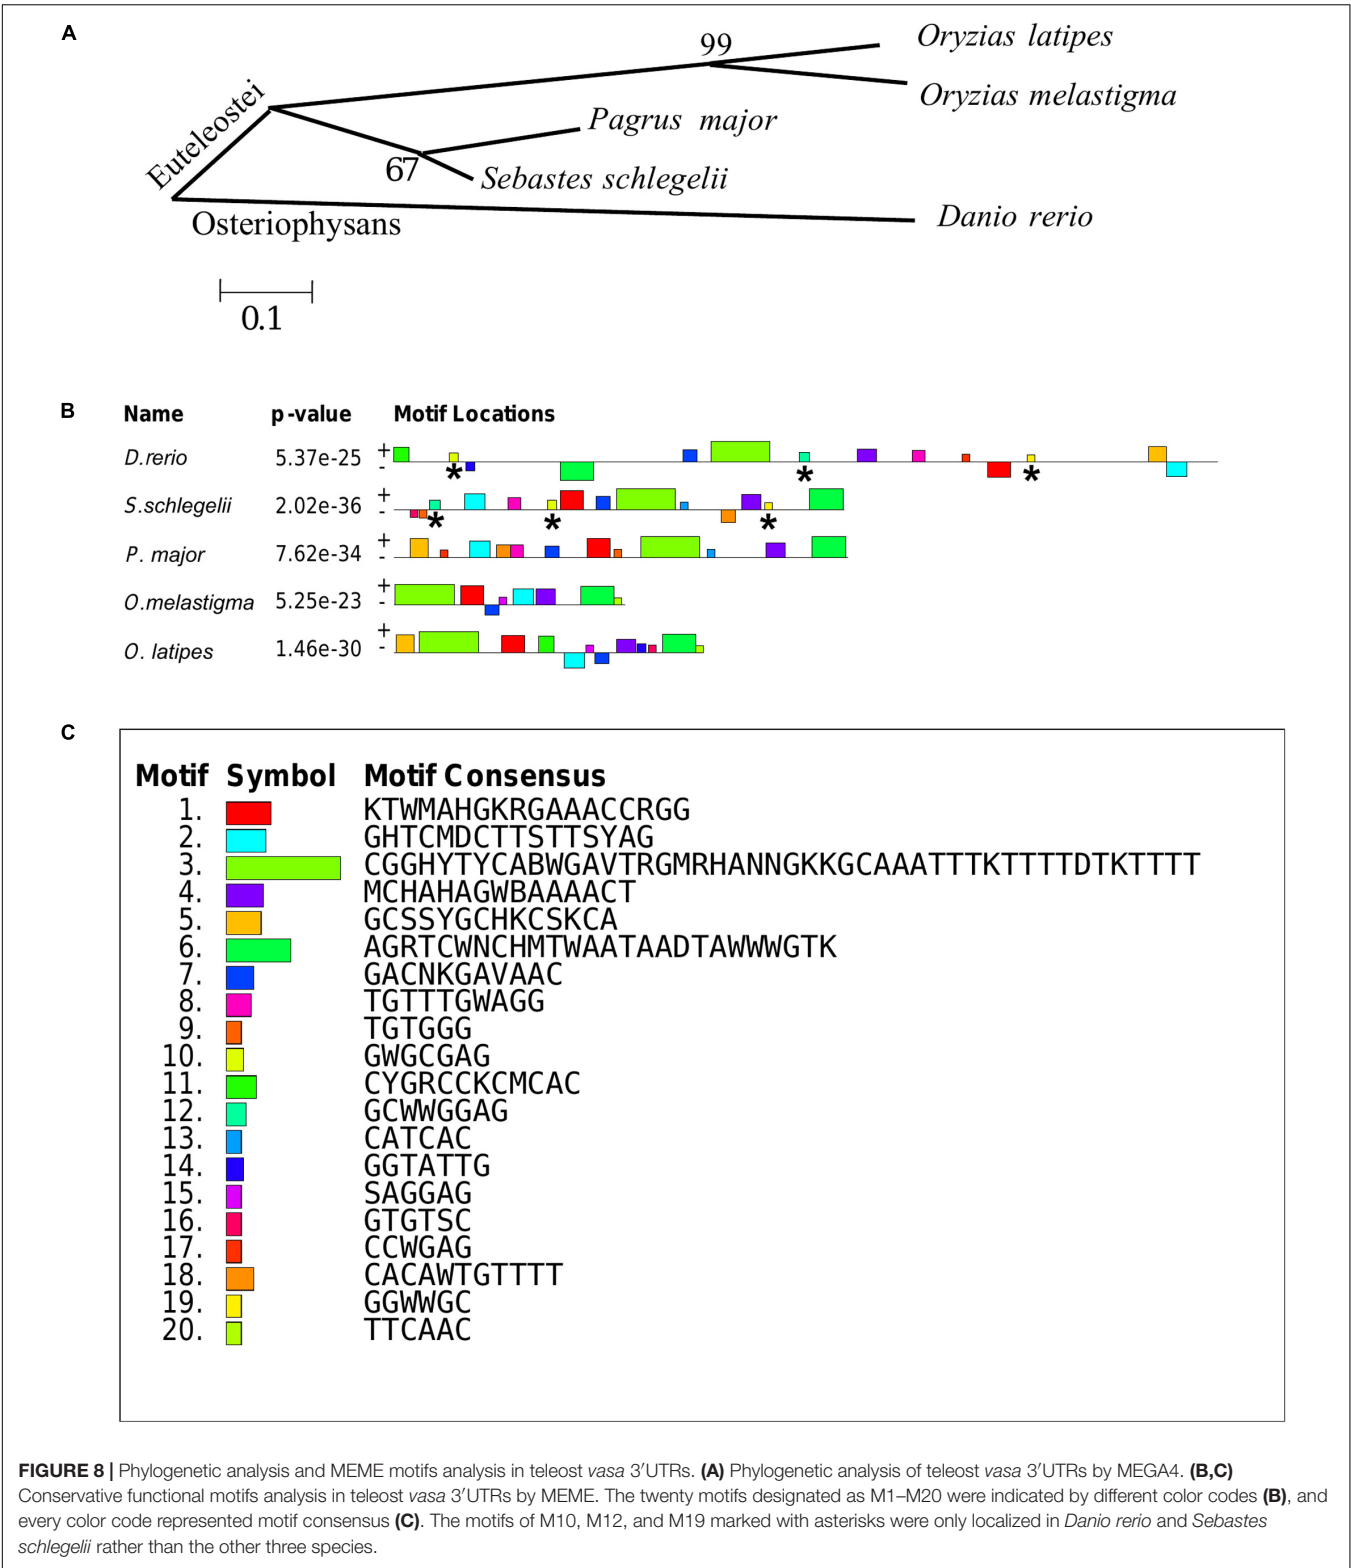 A
99
Oryzias latipes
Oryzias melastigma
Pagrus major
Euteleostei
67
Sebastes schlegelii
Osteriophysans
Danio rerio
0.1
B
Name p-value Motif Locations
D.rerio 5.37e-25 + -
* * *
S.schlegelii 2.02e-36 + -
* * *
P. major 7.62e-34 + -
O.melastigma 5.25e-23 + -
O. latipes 1.46e-30 + -
C
Motif Symbol Motif Consensus
1. KTWMAHGKRGAAACCRGG
2. GHTCMDCTTSTTSYAG
3. CGGHYTYCABWGAVTRGMRHANNGKKGCAAATTTKTTTTDTKTTTT
4. MCHAHAGWBAAAACT
5. GCSSYGCHKCSKCA
6. AGRTCWNCHMTWAATAADTAWWWGTK
7. GACNKGAVAAC
8. TGTTTGWAGG
9. TGTGGG
10. GWGCGAG
11. CYGRCCKCMCAC
12. GCWWGGAG
13. CATCAC
14. GGTATTG
15. SAGGAG
16. GTGTSC
17. CCWGAG
18. CACAWTGTTTT
19. GGWWGC
20. TTCAAC
FIGURE 8 | Phylogenetic analysis and MEME motifs analysis in teleost vasa 3′UTRs. (A) Phylogenetic analysis of teleost vasa 3′UTRs by MEGA4. (B,C)
Conservative functional motifs analysis in teleost vasa 3′UTRs by MEME. The twenty motifs designated as M1–M20 were indicated by different color codes (B), and
every color code represented motif consensus (C). The motifs of M10, M12, and M19 marked with asterisks were only localized in Danio rerio and Sebastes
schlegelii rather than the other three species.